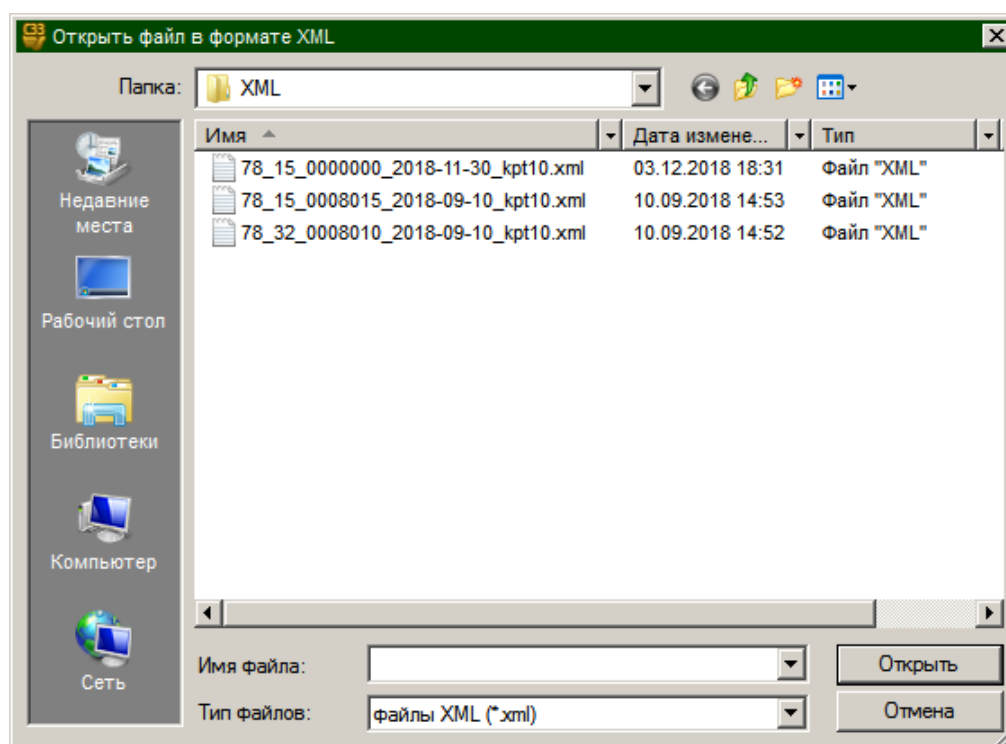 Открыть файл в формате XML
Папка:
XML
Имя
Дата измене...
Тип
78_15_0000000_2018-11-30_kpt10.xml 03.12.2018 18:31 Файл "XML"
78_15_0008015_2018-09-10_kpt10.xml 10.09.2018 14:53 Файл "XML"
78_32_0008010_2018-09-10_kpt10.xml 10.09.2018 14:52 Файл "XML"
Недавние
места
Рабочий стол
Библиотеки
Компьютер
Сеть
Имя файла:
Открыть
Тип файлов:
файлы XML (*.xml)
Отмена